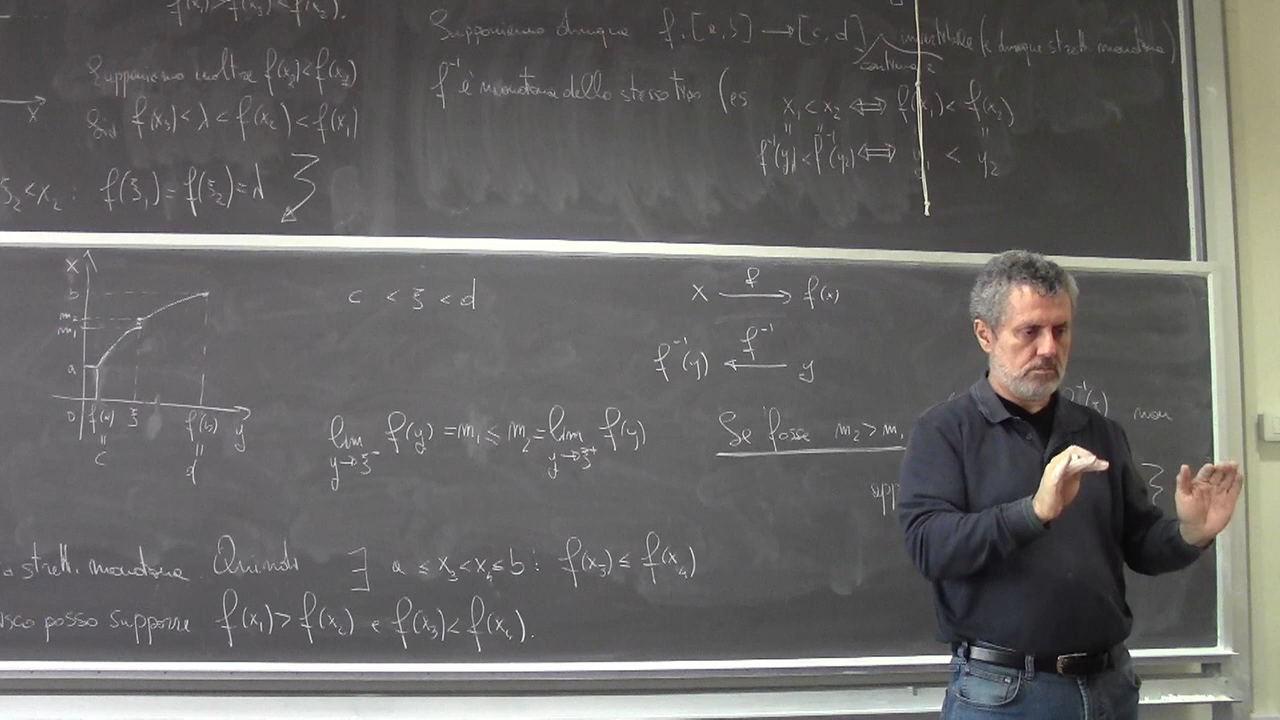 f(x₁)>f(x₃)<f(x₂).
Supponiamo inoltre f(x₃)<f(x₂)
Sia f(x₃)<λ<f(x₂)<f(x₁)
ξ₂<x₂: f(ξ₁)=f(ξ₂)=λ
x
Supponiamo dunque f:[a,b]→[c,d] invertibile (e dunque strett. monotona)
continua e
f⁻¹ è monotona dello stesso tipo (es x₁<x₂ ⇔ f(x₁)<f(x₂)
" " "
f⁻¹(y₁)<f⁻¹(y₂) ⇔ y₁ < y₂
x
b
m₂
m₁
a
0 f(a) ξ f(b) y
" "
c d
c < ξ < d
x →f f(x)
f⁻¹(y) ←f⁻¹ y
lim y→ξ⁻ f(y)=m₁≤m₂=lim y→ξ⁺ f(y)
Se fosse m₂>m₁ non
strett. monotona. Quindi ∃ a≤x₃<x₄≤b: f(x₃)≤f(x₄)
posso supporre f(x₁)>f(x₂) e f(x₃)<f(x₄).